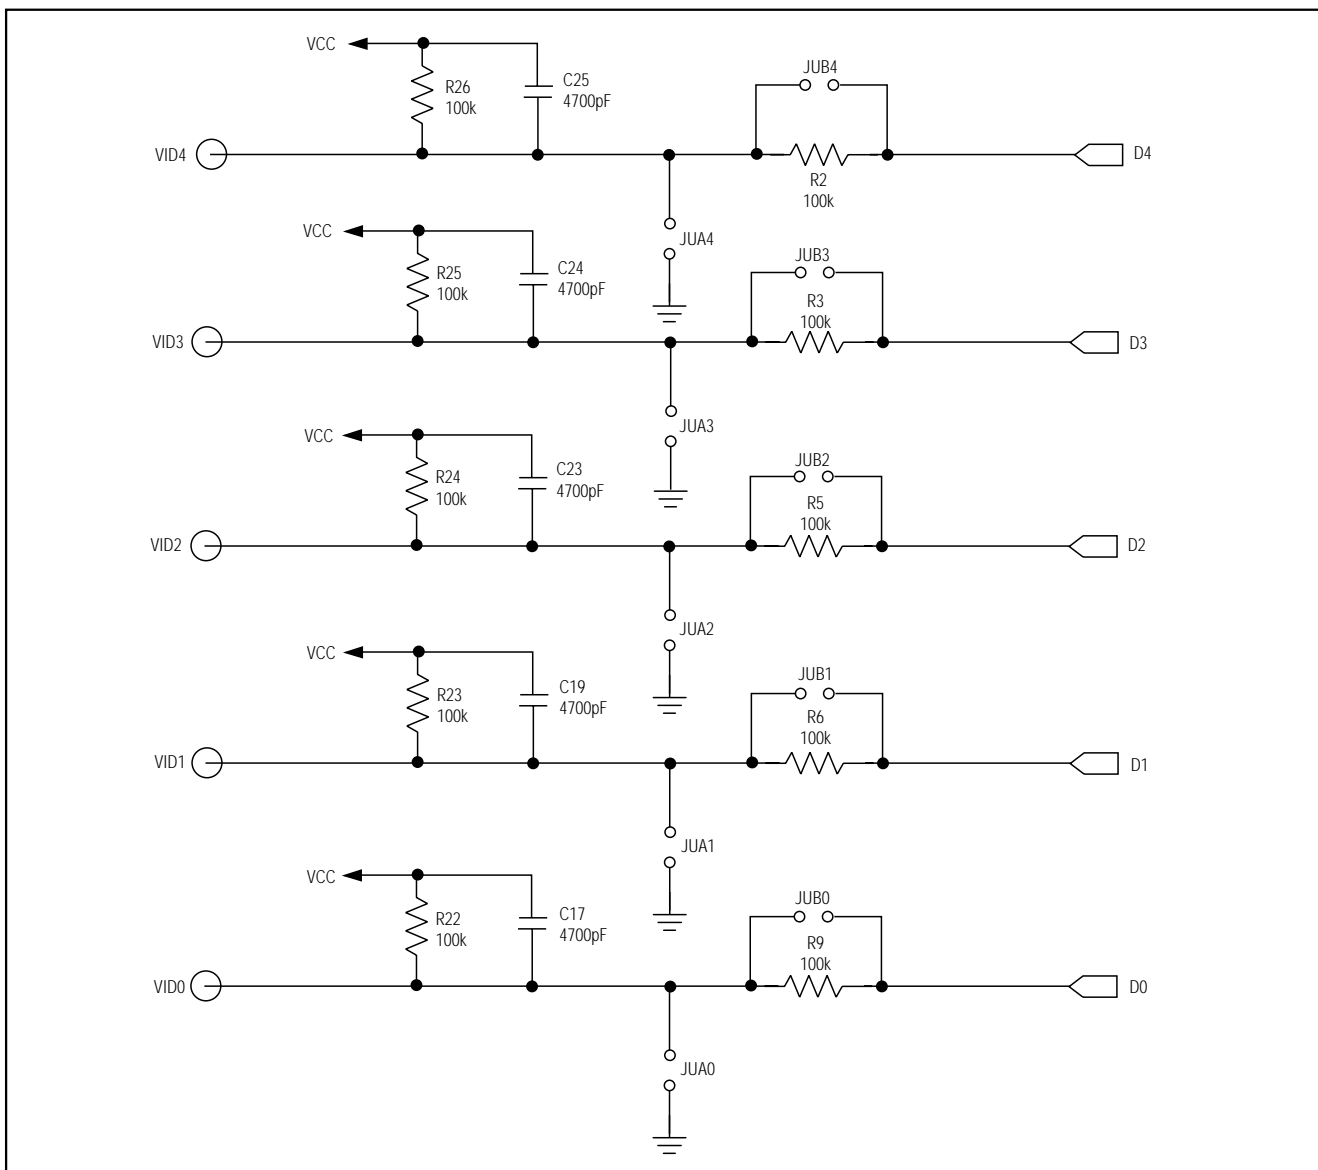 VCC
R26
100k
C25
4700pF
JUB4
VID4
R2
100k
D4
JUA4
VCC
R25
100k
C24
4700pF
JUB3
R3
100k
VID3
D3
JUA3
VCC
R24
100k
C23
4700pF
JUB2
R5
100k
VID2
D2
JUA2
VCC
R23
100k
C19
4700pF
JUB1
R6
100k
VID1
D1
JUA1
VCC
R22
100k
C17
4700pF
JUB0
R9
100k
VID0
D0
JUA0